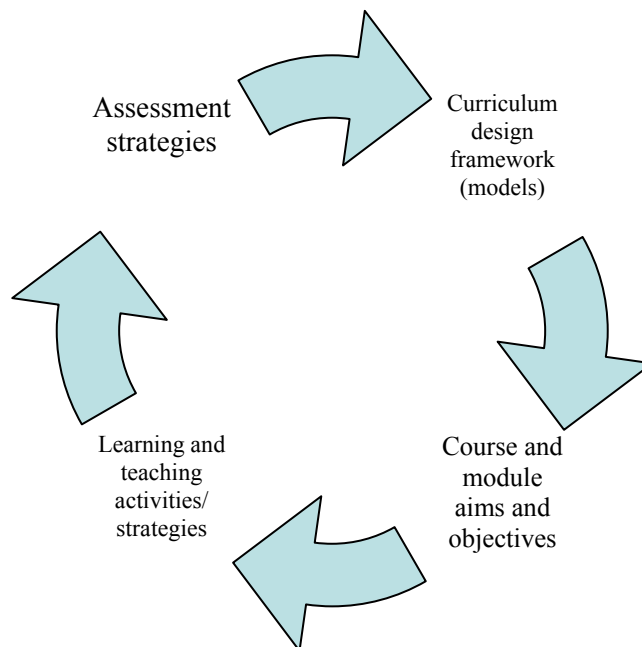 Assessment
strategies
Curriculum
design
framework
(models)
Course and
module
aims and
objectives
Learning and
teaching
activities/
strategies